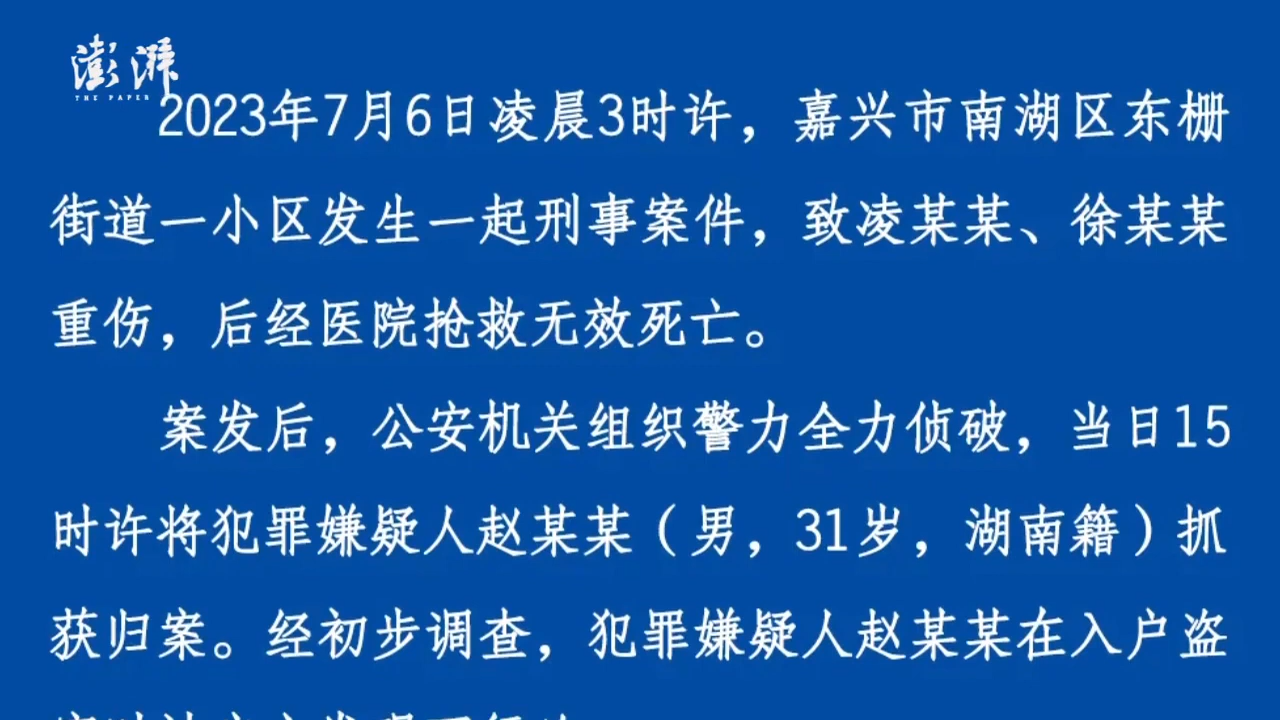 澎湃
THE PAPER
2023年7月6日凌晨3时许，嘉兴市南湖区东栅
街道一小区发生一起刑事案件，致凌某某、徐某某
重伤，后经医院抢救无效死亡。
案发后，公安机关组织警力全力侦破，当日15
时许将犯罪嫌疑人赵某某（男，31岁，湖南籍）抓
获归案。经初步调查，犯罪嫌疑人赵某某在入户盗